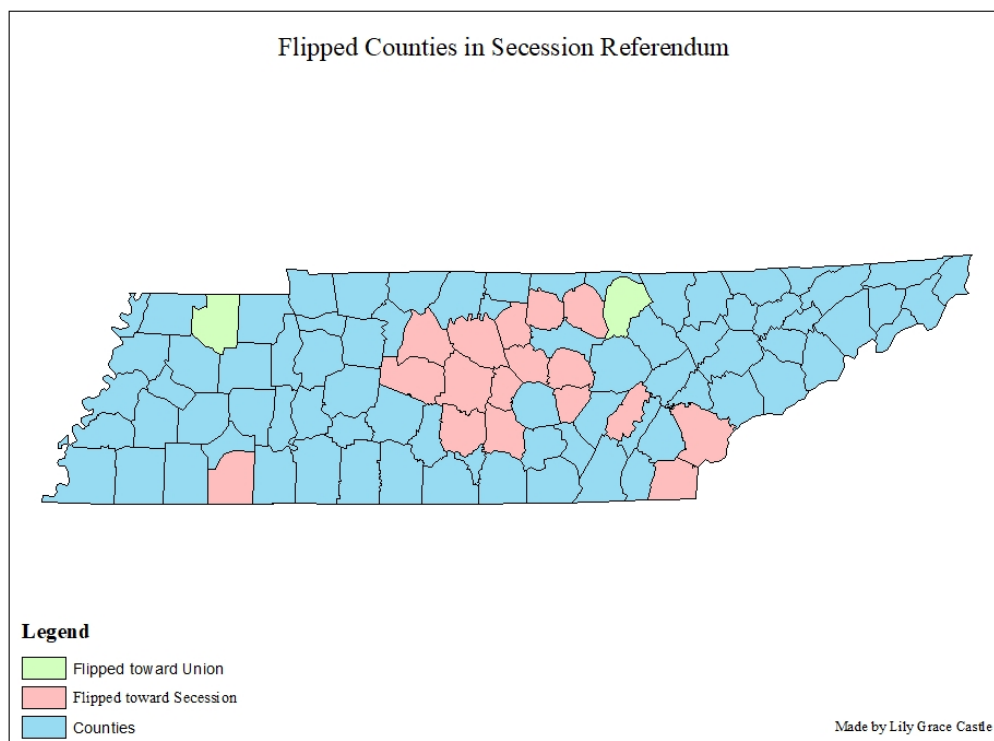 Flipped Counties in Secession Referendum
Legend
Flipped toward Union
Flipped toward Secession
Counties
Made by Lily Grace Castle